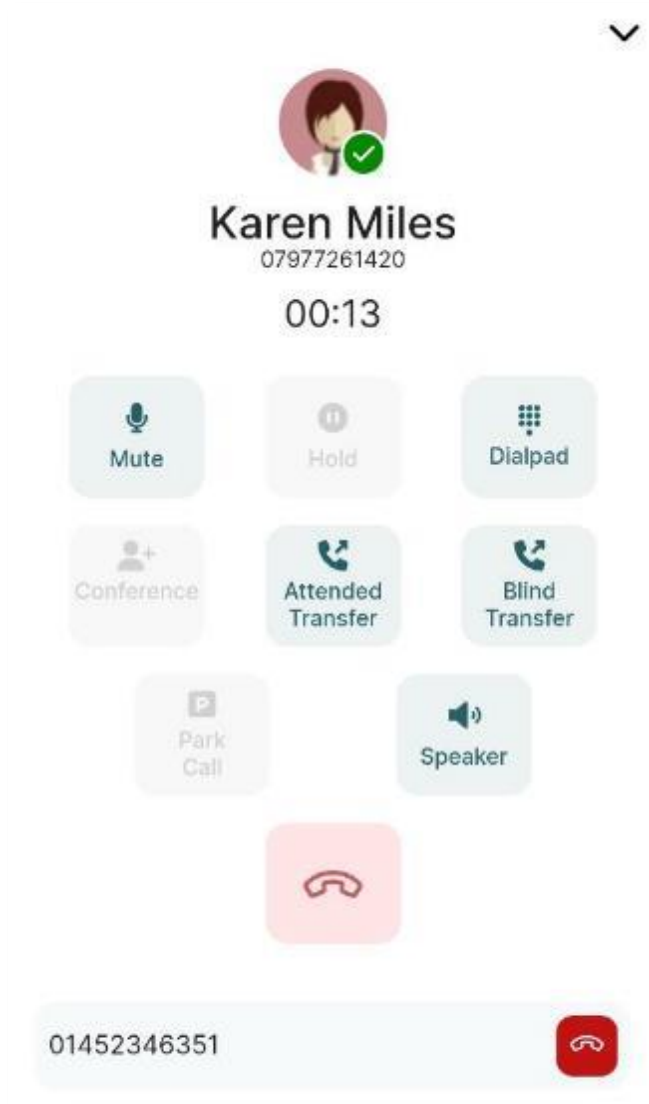 Karen Miles
07977261420
00:13
Mute
Hold
Dialpad
Conference
Attended
Transfer
Blind
Transfer
P
Park
Call
Speaker
01452346351